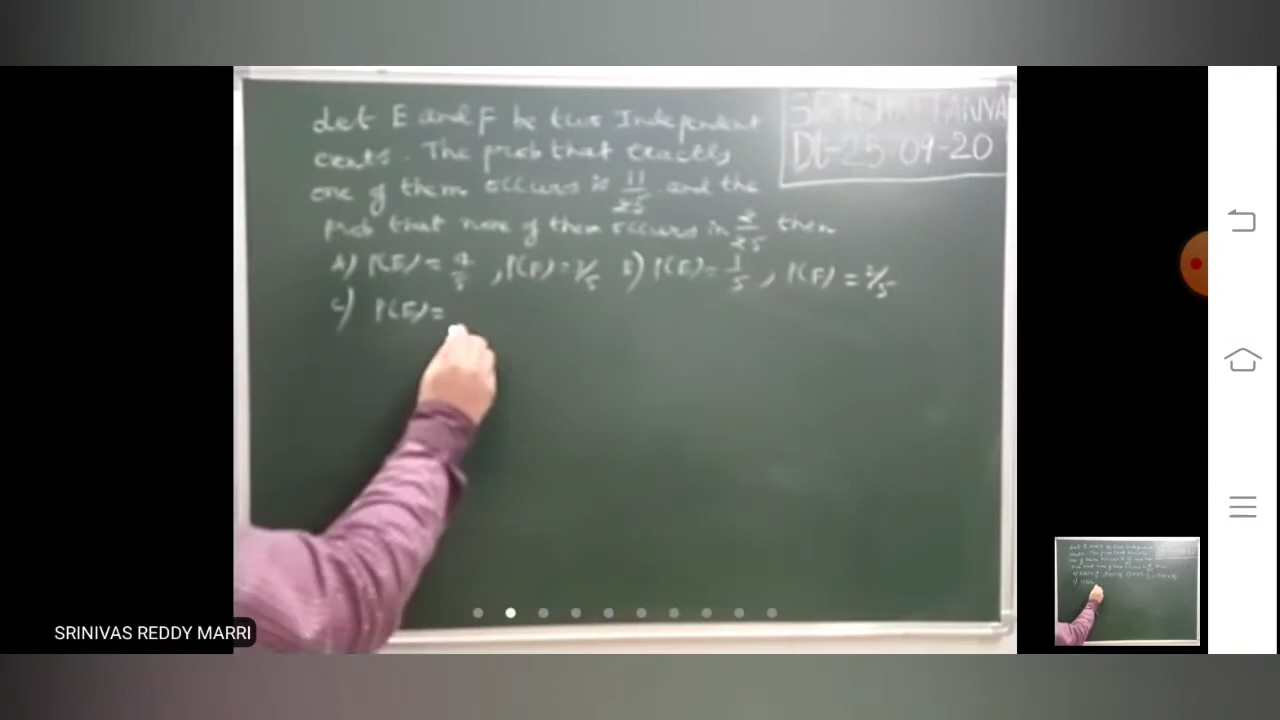 Let E and F be two Independent
events. The prob that exactly
one of them occurs is 11/25 and the
prob that none of them occurs in 2/25 then
A) P(E) = 4/5, P(F) = 3/5 B) P(E) = 1/5, P(F) = 2/5
C) P(E) =
Dt-25-09-20
SRINIVAS REDDY MARRI